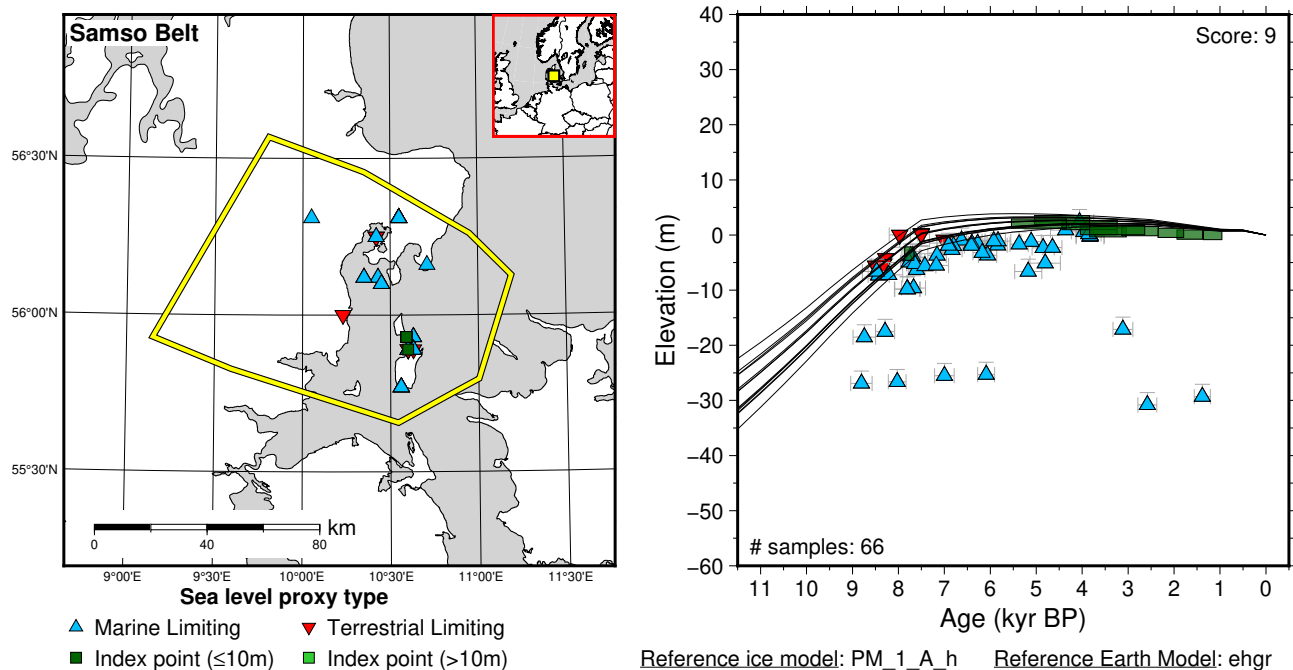 Samso Belt
56°30'N
56°00'N
55°30'N
km
0 40 80
9°00'E 9°30'E 10°00'E 10°30'E 11°00'E 11°30'E
Sea level proxy type
Marine Limiting Terrestrial Limiting
Index point (≤10m) Index point (>10m)
Score: 9
40
30
20
10
0
-10
-20
-30
-40
-50
-60
Elevation (m)
# samples: 66
11 10 9 8 7 6 5 4 3 2 1 0
Age (kyr BP)
Reference ice model: PM_1_A_h Reference Earth Model: ehgr